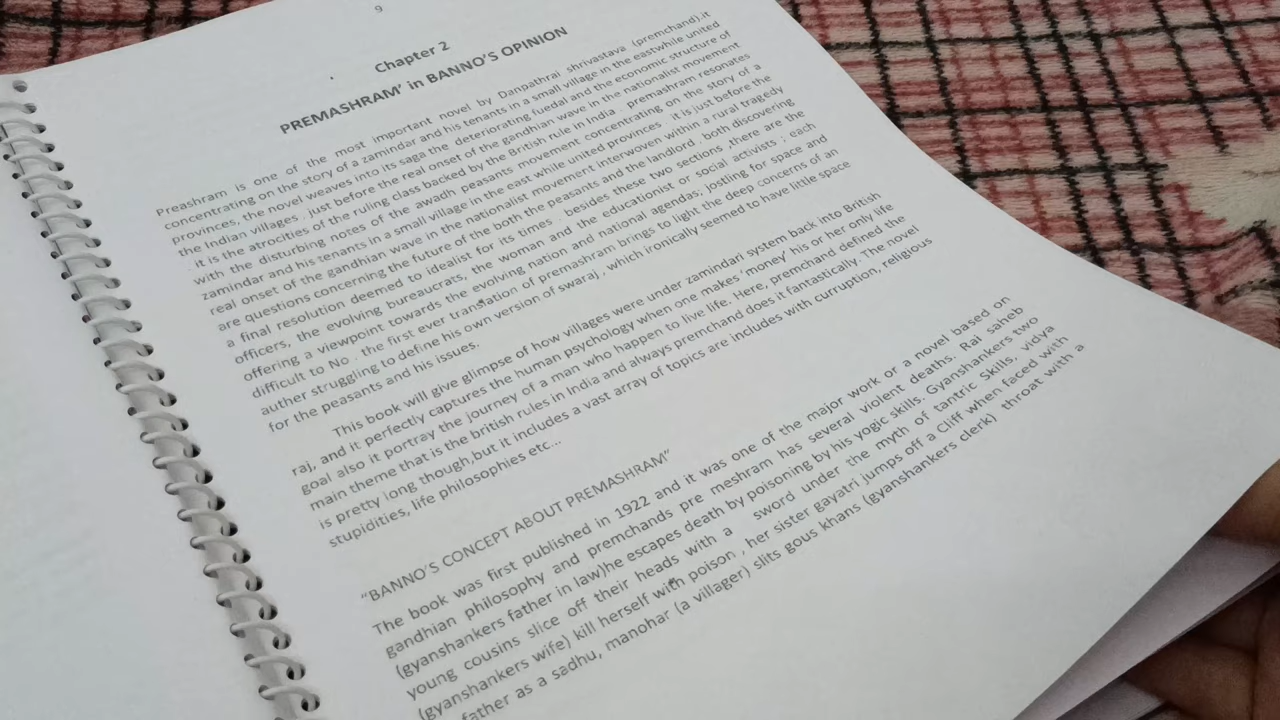 9
Chapter 2
PREMASHRAM' in BANNO'S OPINION
Preashram is one of the most important novel by Danpathrai shrivastava (premchand).it
concentrating on the story of a zamindar and his tenants in a small village in the eastwhile united
provinces, the novel weaves into its saga the deteriorating fuedal and the economic structure of
the Indian villages . just before the real onset of the gandhian wave in the nationalist movement
. it is the atrocities of the ruling class backed by the British rule in India . premashram resonates
with the disturbing notes of the awadh peasants movement concentrating on the story of a
zamindar and his tenants in a small village in the east while united provinces . it is just before the
real onset of the gandhian wave in the nationalist movement interwoven within a rural tragedy
are questions concerning the future of the both the peasants and the landlord . both discovering
a final resolution deemed to idealist for its times . besides these two sections ,there are the
officers, the evolving bureaucrats, the woman and the educationist or social activists ; each
offering a viewpoint towards the evolving nation and national agendas; jostling for space and
difficult to No . the first ever translation of premashram brings to light the deep concerns of an
auther struggling to define his own version of swaraj , which ironically seemed to have little space
for the peasants and his issues.
This book will give glimpse of how villages were under zamindari system back into British
raj, and it perfectly captures the human psychology when one makes 'money' his or her only life
goal also it portray the journey of a man who happen to live life. Here, premchand defined the
main theme that is the british rules in India and always premchand does it fantastically. The novel
is pretty long though,but it includes a vast array of topics are includes with curruption, religious
stupidities, life philosophies etc...
"BANNO'S CONCEPT ABOUT PREMASHRAM"
The book was first published in 1922 and it was one of the major work or a novel based on
gandhian philosophy and premchands pre meshram has several violent deaths. Ral saheb
(gyanshankers father in law)he escapes death by poisoning by his yogic skills. Gyanshankers two
young cousins slice off their heads with a sword under the myth of tantric Skills, vidya
(gyanshankers wife) kill herself with poison , her sister gayatri jumps off a Cliff when faced with
father as a sadhu, manohar (a villager) slits gous khans (gyanshankers clerk) throat with a